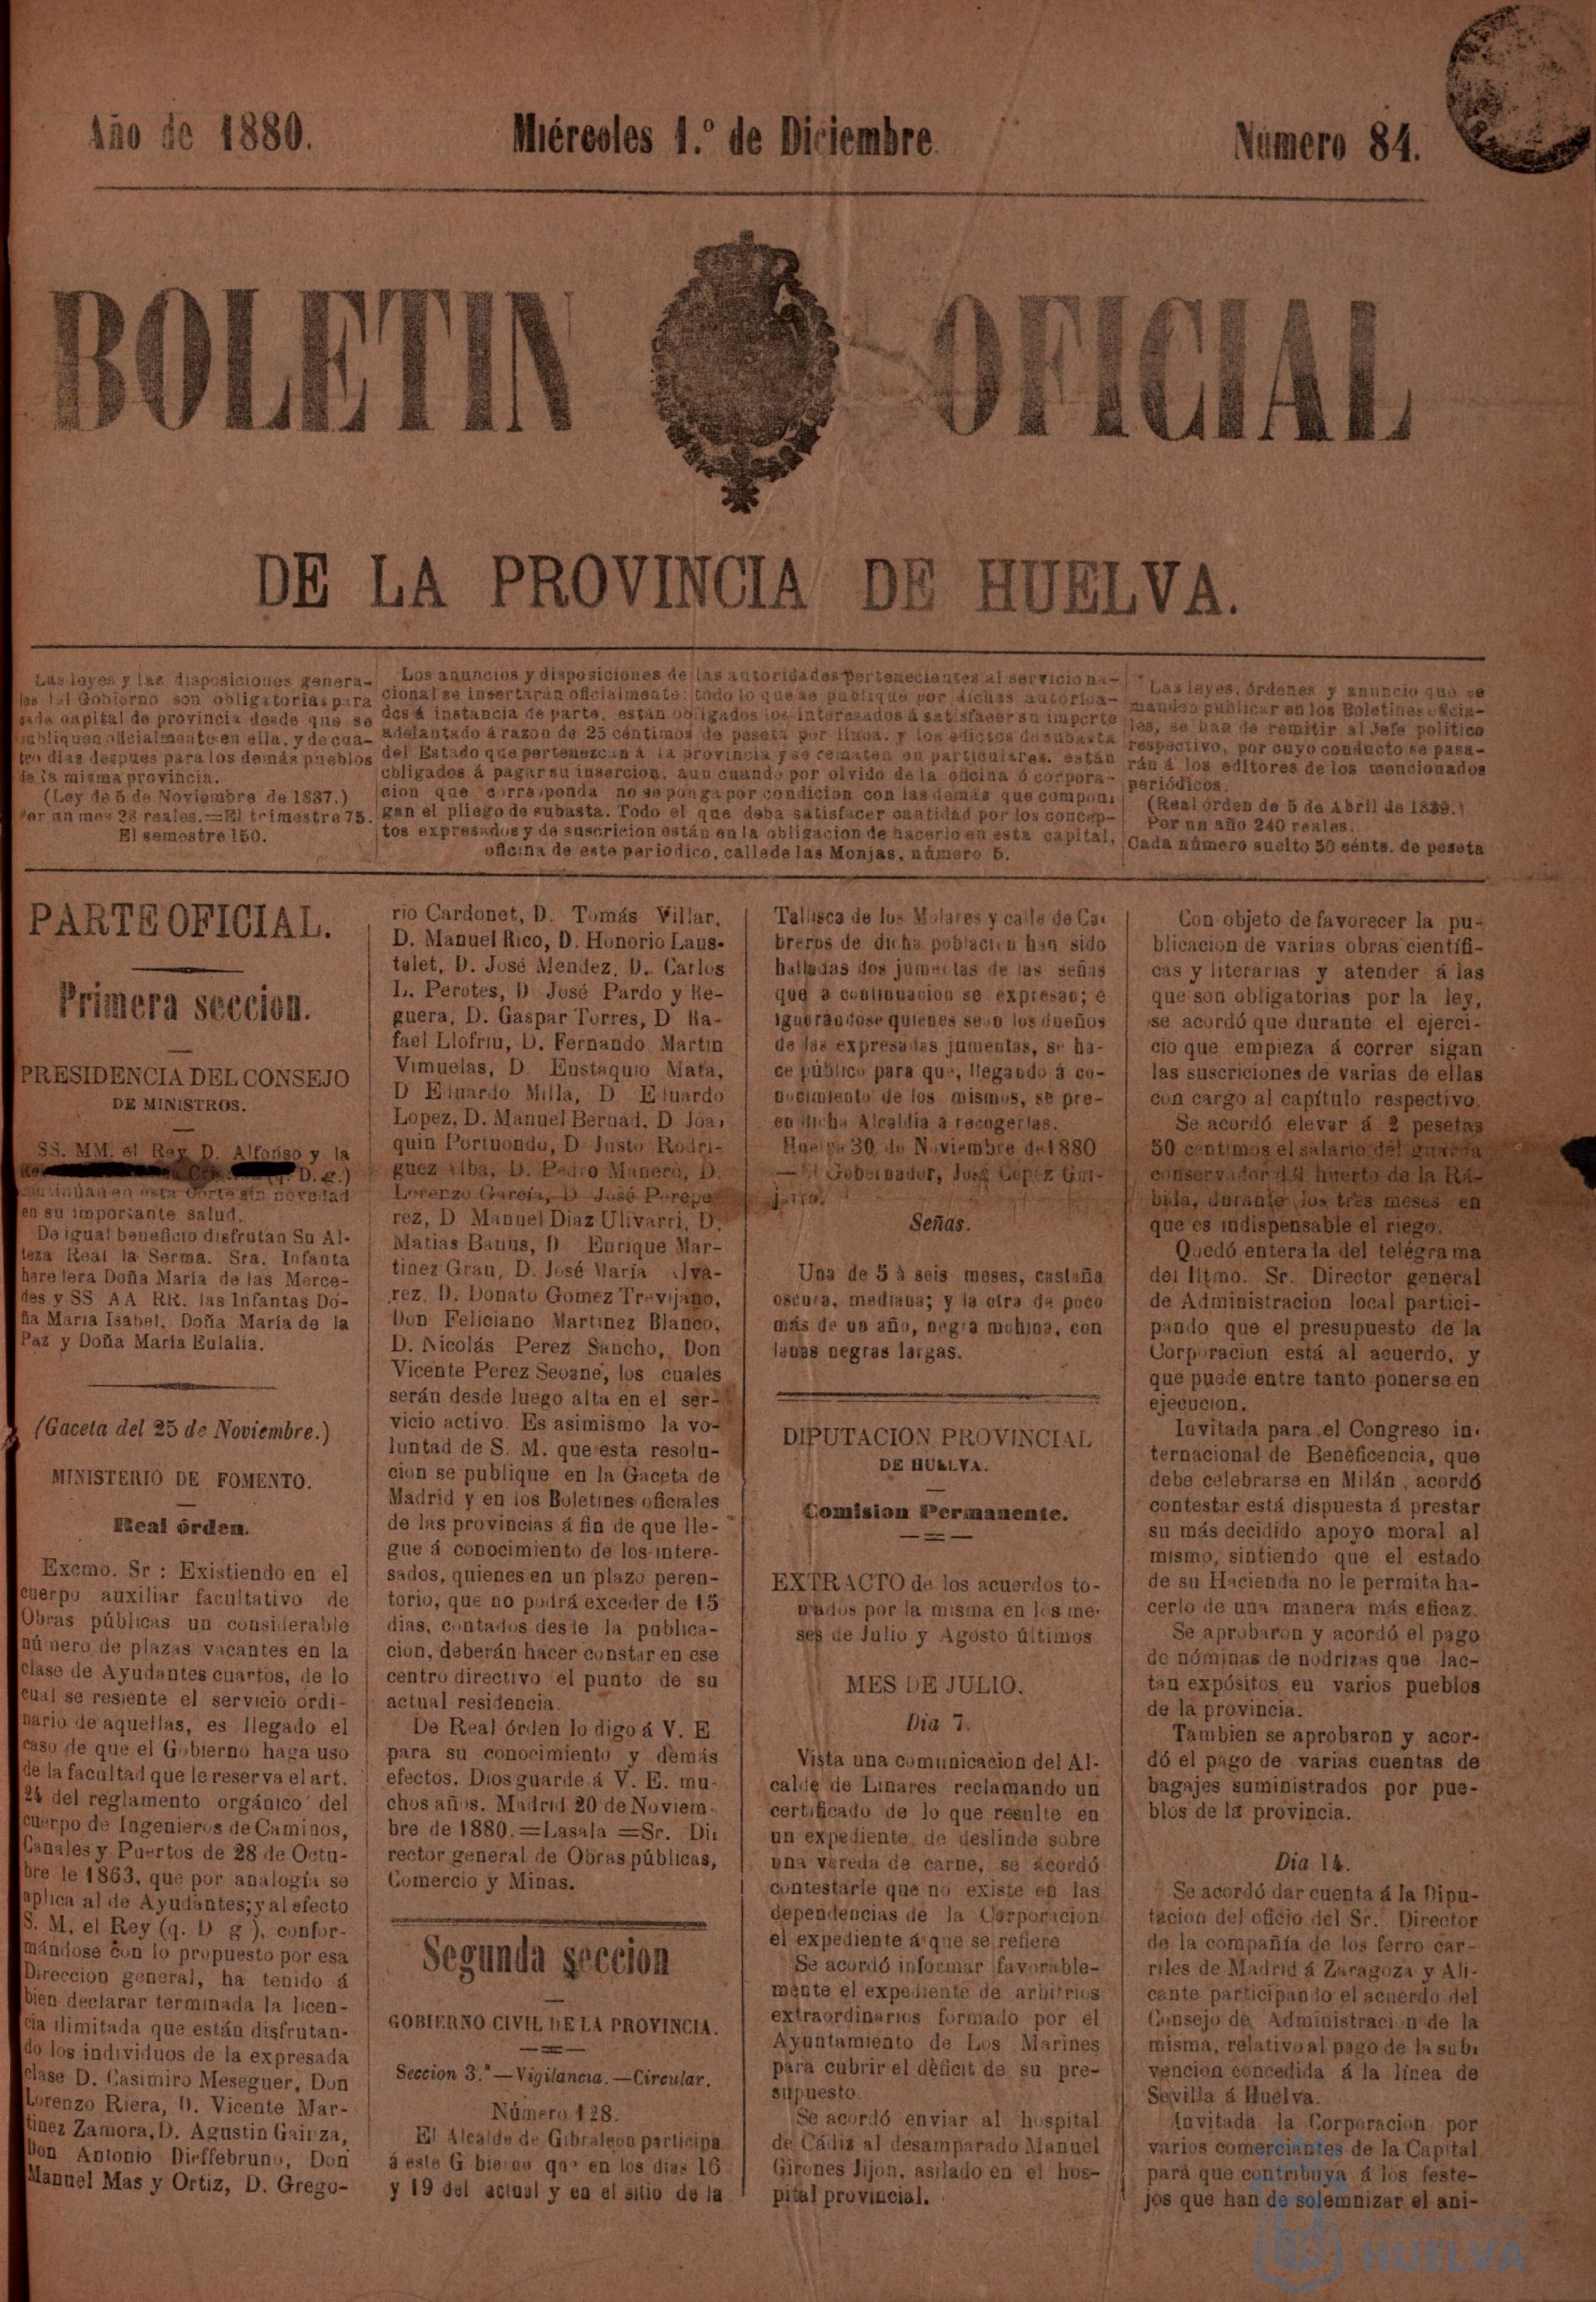 Año de 1880.
Miércoles 1.º de Diciembre.
Número 84.
BOLETIN OFICIAL
DE LA PROVINCIA DE HUELVA.
Las leyes y las disposiciones genera-
les del Gobierno son obligatorias para
cada capital de provincia desde que se
publiquen oficialmente en ella, y de cua-
tro dias despues para los demás pueblos
de la misma provincia.
(Ley de 5 de Noviembre de 1837.)
Por un mes 28 reales.=El trimestre 75.
El semestre 150.
Los anuncios y disposiciones de las autoridades pertenecientes al servicio na-
cional se insertarán oficialmente: todo lo que se publique por dichas autorida-
des á instancia de parte, están obligados los interesados á satisfacer su importe
adelantado á razon de 25 céntimos de peseta por línea, y los edictos de subasta
del Estado que pertenezcan á la provincia y se rematen en particulares, están
obligados á pagar su insercion, aun cuando por olvido de la oficina ó corpora-
cion que corresponda no se ponga por condicion con las demás que compon
gan el pliego de subasta. Todo el que deba satisfacer cantidad por los concep-
tos expresados y de suscricion están en la obligacion de hacerlo en esta capital,
oficina de este periodico, calle de las Monjas, número 5.
Las leyes, órdenes y anuncio que se
manden publicar en los Boletines oficia-
les, se han de remitir al Jefe político
respectivo, por cuyo conducto se pasa-
rán á los editores de los mencionados
periódicos.
(Real órden de 5 de Abril de 1839.)
Por un año 240 reales.
Cada número suelto 50 cénts. de peseta
PARTE OFICIAL.
Primera seccion.
PRESIDENCIA DEL CONSEJO
DE MINISTROS.
SS. MM. el Rey D. Alfonso y la
D. g.)
continúan en esta Corte sin novedad
en su importante salud.
De igual beneficio disfrutan Su Al-
teza Real la Serma. Sra. Infanta
heredera Doña María de las Merce-
des y SS AA RR. las Infantas Do-
ña Maria Isabel, Doña María de la
Paz y Doña María Eulalia.
(Gaceta del 25 de Noviembre.)
MINISTERIO DE FOMENTO.
Real órden.
Excmo. Sr : Existiendo en el
cuerpo auxiliar facultativo de
Obras públicas un considerable
número de plazas vacantes en la
clase de Ayudantes cuartos, de lo
cual se resiente el servicio ordi-
nario de aquellas, es llegado el
caso de que el Gobierno haga uso
de la facultad que le reserva el art.
24 del reglamento orgánico del
cuerpo de Ingenieros de Caminos,
Canales y Puertos de 28 de Octu-
bre de 1863, que por analogía se
aplica al de Ayudantes; y al efecto
S. M. el Rey (q. D g ), confor-
mándose con lo propuesto por esa
Direccion general, ha tenido á
bien declarar terminada la licen-
cia ilimitada que están disfrutan-
do los individuos de la expresada
clase D. Casimiro Meseguer, Don
Lorenzo Riera, D. Vicente Mar-
tinez Zamora, D. Agustin Gainza,
Don Antonio Dieffebruno, Don
Manuel Mas y Ortiz, D. Grego-
rio Cardonet, D. Tomás Villar,
D. Manuel Rico, D. Honorio Laus-
talet, D. José Mendez, D. Carlos
L. Perotes, D José Pardo y Re-
guera, D. Gaspar Torres, D Ra-
fael Llofriu, D. Fernando Martin
Vimuelas, D. Eustaquio Mata,
D Eduardo Milla, D Eduardo
Lopez, D. Manuel Bernad, D Joa
quin Portuondo, D Justo Rodri-
guez Alba, D. Pedro Manero, D.
Lorenzo García, D José Perepe
rez, D Manuel Diaz Ulivarri, D.
Matias Bauns, D Enrique Mar-
tinez Gran, D. José María Alva-
rez, D. Donato Gomez Trevijano,
Don Feliciano Martinez Blanco,
D. Nicolás Perez Sancho, Don
Vicente Perez Seoane, los cuales
serán desde luego alta en el ser-
vicio activo. Es asimismo la vo-
luntad de S. M. que esta resolu-
cion se publique en la Gaceta de
Madrid y en los Boletines oficiales
de las provincias á fin de que lle-
gue á conocimiento de los intere-
sados, quienes en un plazo peren-
torio, que no podrá exceder de 15
dias, contados desde la publica-
cion, deberán hacer constar en ese
centro directivo el punto de su
actual residencia.
De Real órden lo digo á V. E.
para su conocimiento y demás
efectos. Dios guarde á V. E. mu-
chos años. Madrid 20 de Noviem-
bre de 1880.=Lasala =Sr. Di
rector general de Obras públicas,
Comercio y Minas.
Segunda seccion
GOBIERNO CIVIL DE LA PROVINCIA.
Seccion 3.ª—Vigilancia.—Circular.
Número 128.
El Alcalde de Gibraleon participa
á este Gobierno que en los dias 16
y 19 del actual y en el sitio de la
Tallisca de los Molares y calle de Ca
breros de dicha poblacion han sido
halladas dos jumentas de las señas
que á continuacion se expresan; é
ignorándose quienes sean los dueños
de las expresadas jumentas, se ha-
ce público para que, llegando á co-
nocimiento de los mismos, se pre-
en dicha Alcaldia á recogerlas.
Huelva 30 de Noviembre de 1880
—El Gobernador, José Lopez Gui-
jarro.
Señas.
Una de 5 á seis meses, castaña
oscura, mediana; y la otra de poco
más de un año, negra mohina, con
lanas negras largas.
DIPUTACION PROVINCIAL
DE HUELVA.
Comision Permanente.
EXTRACTO de los acuerdos to-
mados por la misma en los me-
ses de Julio y Agosto últimos
MES DE JULIO.
Dia 7.
Vista una comunicacion del Al-
calde de Linares reclamando un
certificado de lo que resulte en
un expediente de deslinde sobre
una vereda de carne, se acordó
contestarle que no existe en las
dependencias de la Corporacion
el expediente á que se refiere
Se acordó informar favorable-
mente el expediente de arbitrios
extraordinarios formado por el
Ayuntamiento de Los Marines
para cubrir el déficit de su pre-
supuesto.
Se acordó enviar al hospital
de Cádiz al desamparado Manuel
Girones Jijon, asilado en el hos-
pital provincial.
Con objeto de favorecer la pu-
blicacion de varias obras científi-
cas y literarias y atender á las
que son obligatorias por la ley,
se acordó que durante el ejerci-
cio que empieza á correr sigan
las suscriciones de varias de ellas
con cargo al capítulo respectivo.
Se acordó elevar á 2 pesetas
50 centimos el salario del guarda
conservador del huerto de la Rá-
bida, durante los tres meses en
que es indispensable el riego.
Quedó enterala del telégrama
del Iltmo. Sr. Director general
de Administracion local partici-
pando que el presupuesto de la
Corporacion está al acuerdo, y
que puede entre tanto ponerse en
ejecucion.
Invitada para el Congreso in-
ternacional de Beneficencia, que
debe celebrarse en Milán, acordó
contestar está dispuesta á prestar
su más decidido apoyo moral al
mismo, sintiendo que el estado
de su Hacienda no le permita ha-
cerlo de una manera más eficaz.
Se aprobaron y acordó el pago
de nóminas de nodrizas que lac-
tan expósitos en varios pueblos
de la provincia.
Tambien se aprobaron y acor-
dó el pago de varias cuentas de
bagajes suministrados por pue-
blos de la provincia.
Dia 14.
Se acordó dar cuenta á la Dipu-
tacion del oficio del Sr. Director
de la compañía de los ferro car-
riles de Madrid á Zaragoza y Ali-
cante participando el acuerdo del
Consejo de Administracion de la
misma, relativo al pago de la sub
vencion concedida á la línea de
Sevilla á Huelva.
Invitada la Corporacion por
varios comerciantes de la Capital
para que contribuya á los feste-
jos que han de solemnizar el ani-
HUELVA